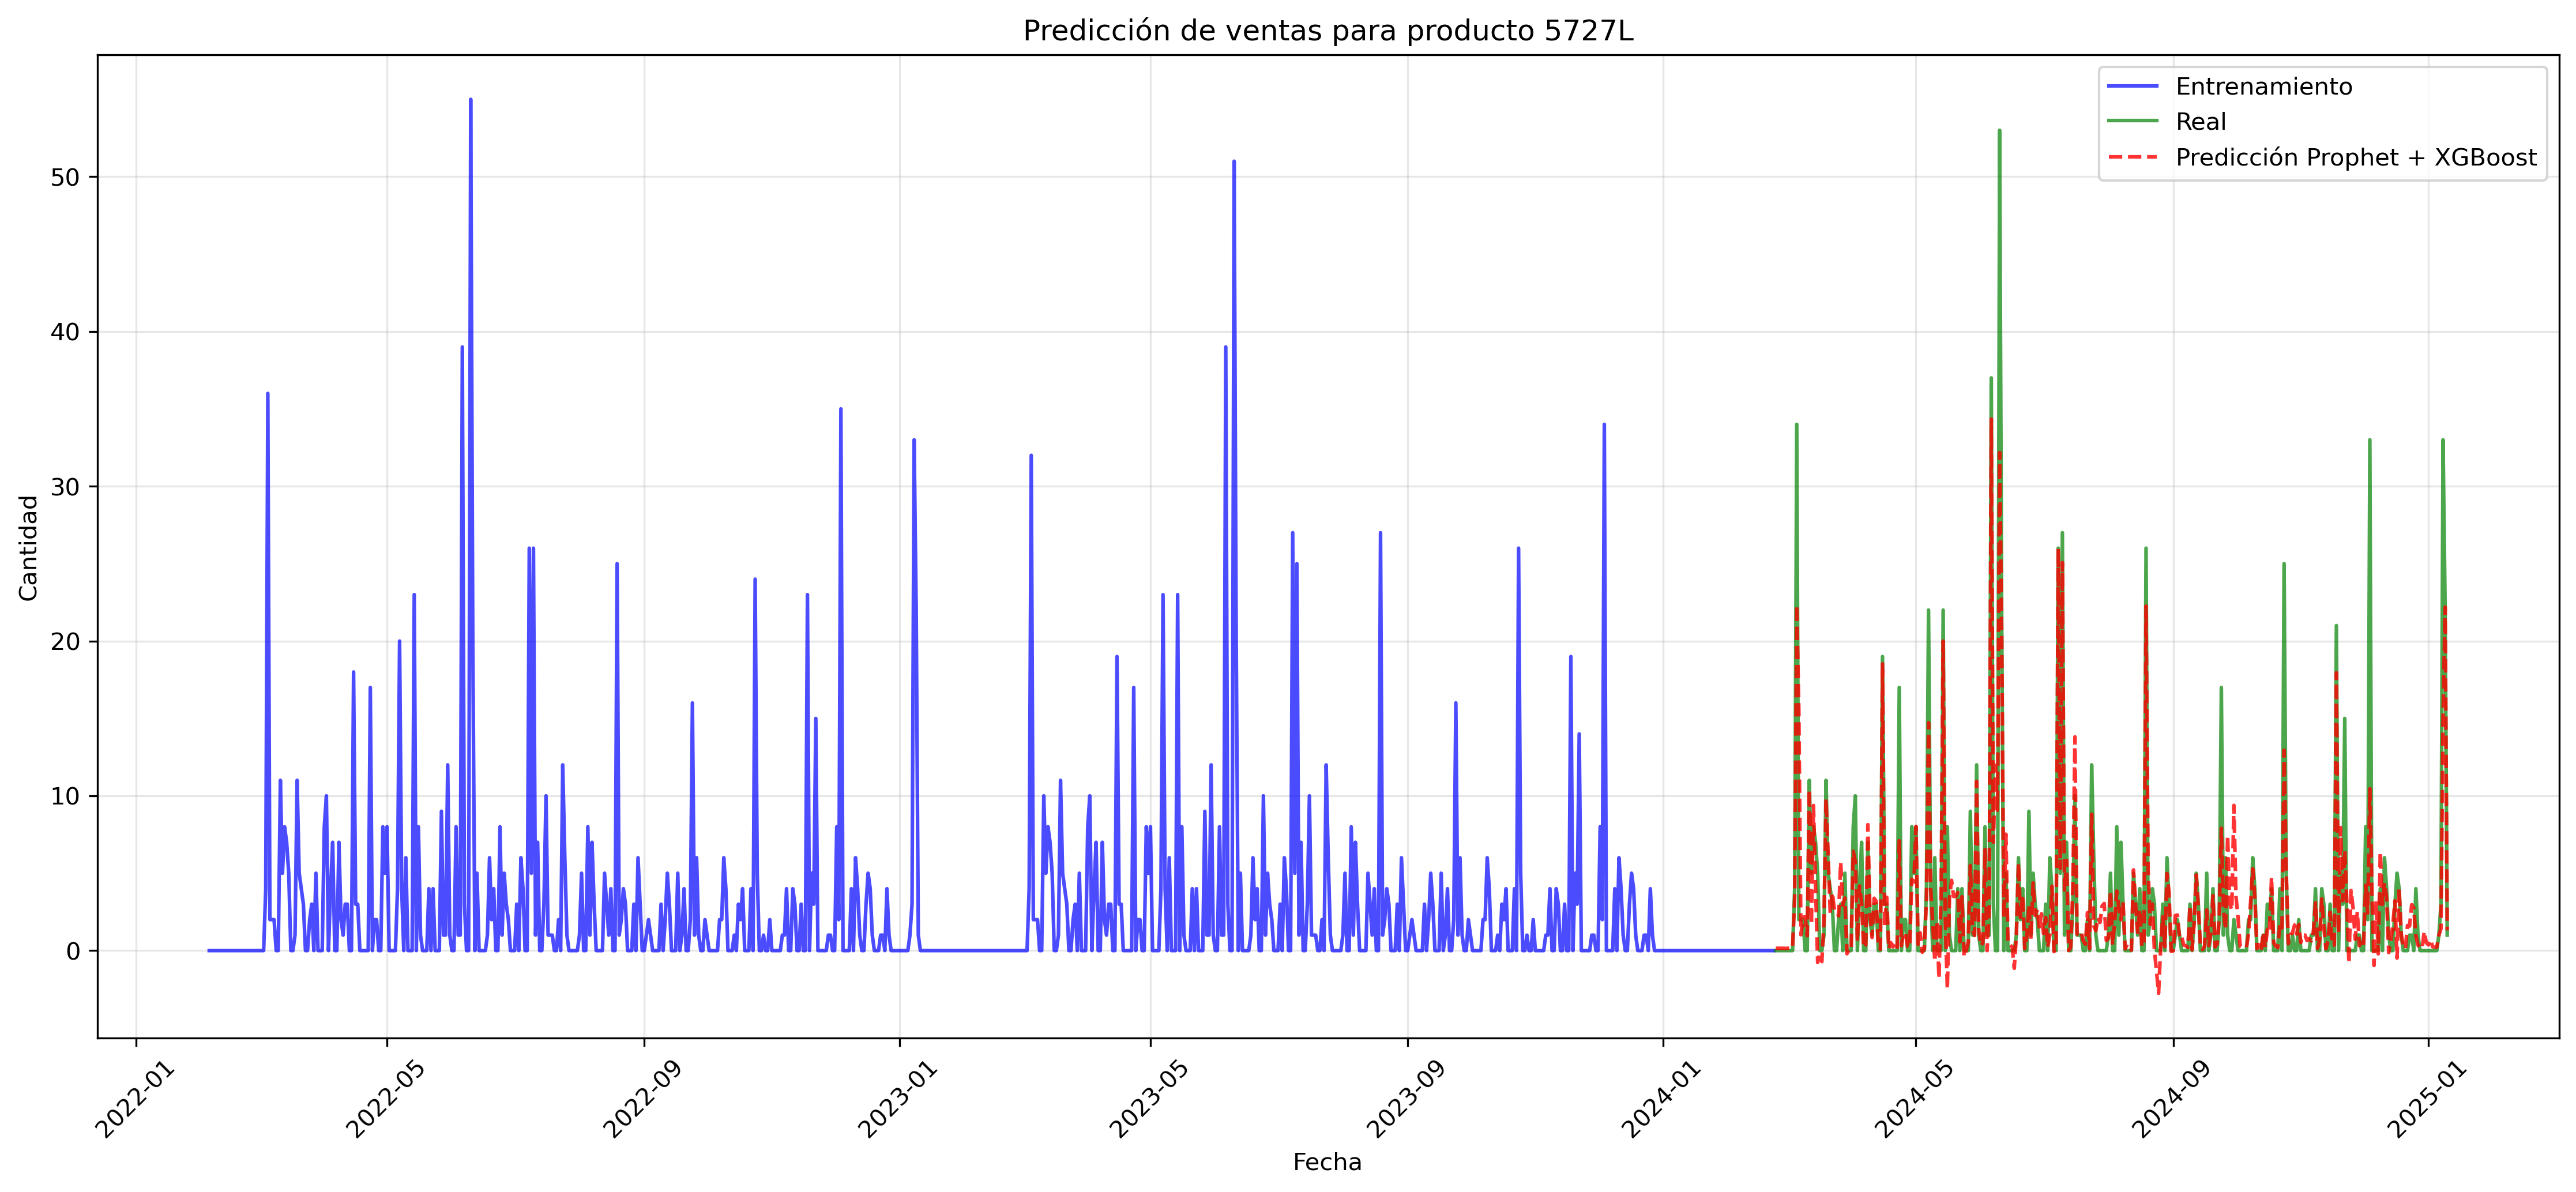 Predicción de ventas para producto 5727L
Entrenamiento
Real
Predicción Prophet + XGBoost
Cantidad
50
40
30
20
10
0
2022-01
2022-05
2022-09
2023-01
2023-05
2023-09
2024-01
2024-05
2024-09
2025-01
Fecha